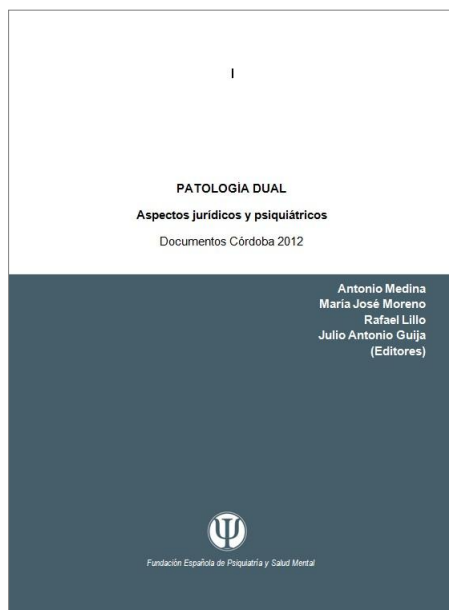 I
PATOLOGÍA DUAL
Aspectos jurídicos y psiquiátricos
Documentos Córdoba 2012
Antonio Medina
María José Moreno
Rafael Lillo
Julio Antonio Guija
(Editores)
Ψ
Fundación Española de Psiquiatría y Salud Mental